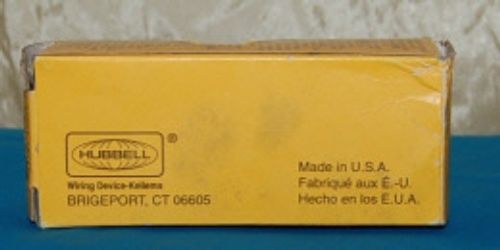 HUBBELL
®
Wiring Device-Kellems
BRIGEPORT, CT 06605
Made in U.S.A.
Fabriqué aux É.-U.
Hecho en los E.U.A.